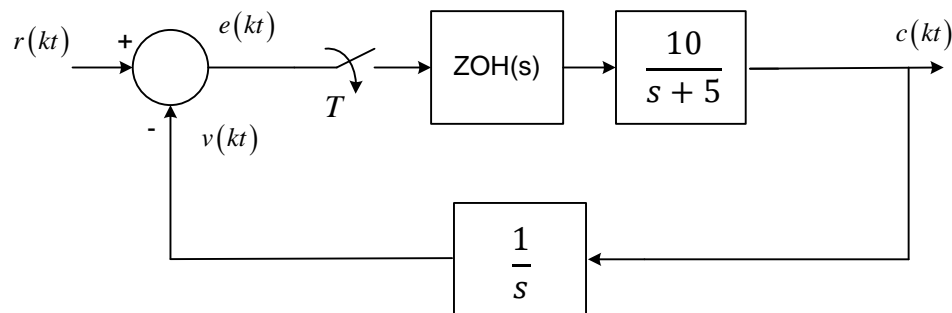 r(kt)
+
e(kt)
T
ZOH(s)
10
s + 5
c(kt)
-
v(kt)
1
s